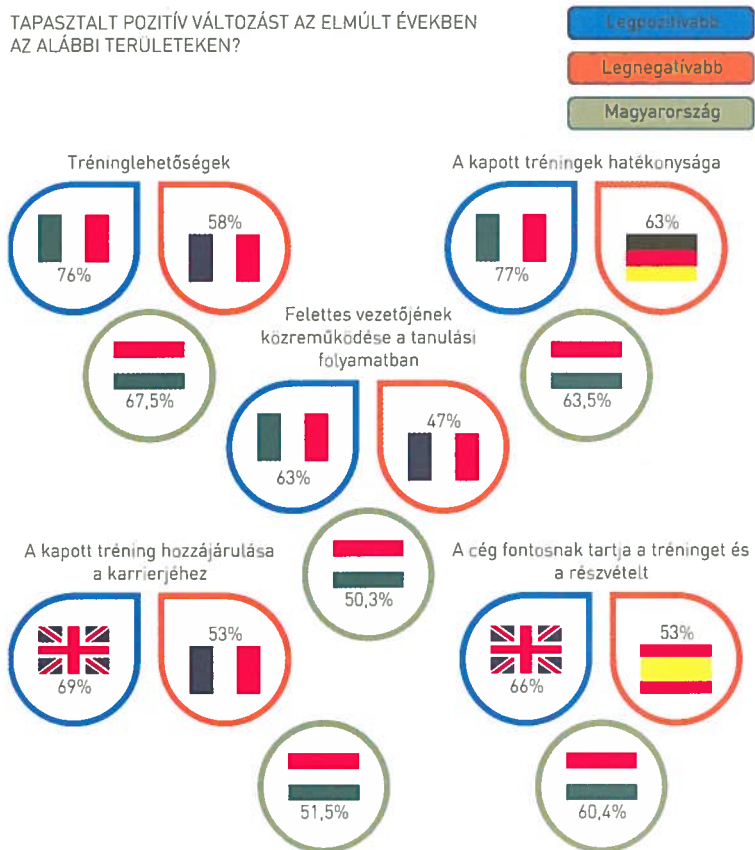 TAPASZTALT POZITÍV VÁLTOZÁST AZ ELMÚLT ÉVEKBEN
AZ ALÁBBI TERÜLETEKEN?
Legpozitívabb
Legnegatívabb
Magyarország
Tréninglehetőségek
76%
58%
67,5%
A kapott tréningek hatékonysága
77%
63%
63,5%
Felettes vezetőjének
közreműködése a tanulási
folyamatban
63%
47%
50,3%
A kapott tréning hozzájárulása
a karrierjéhez
69%
53%
51,5%
A cég fontosnak tartja a tréninget és
a részvételt
66%
53%
60,4%